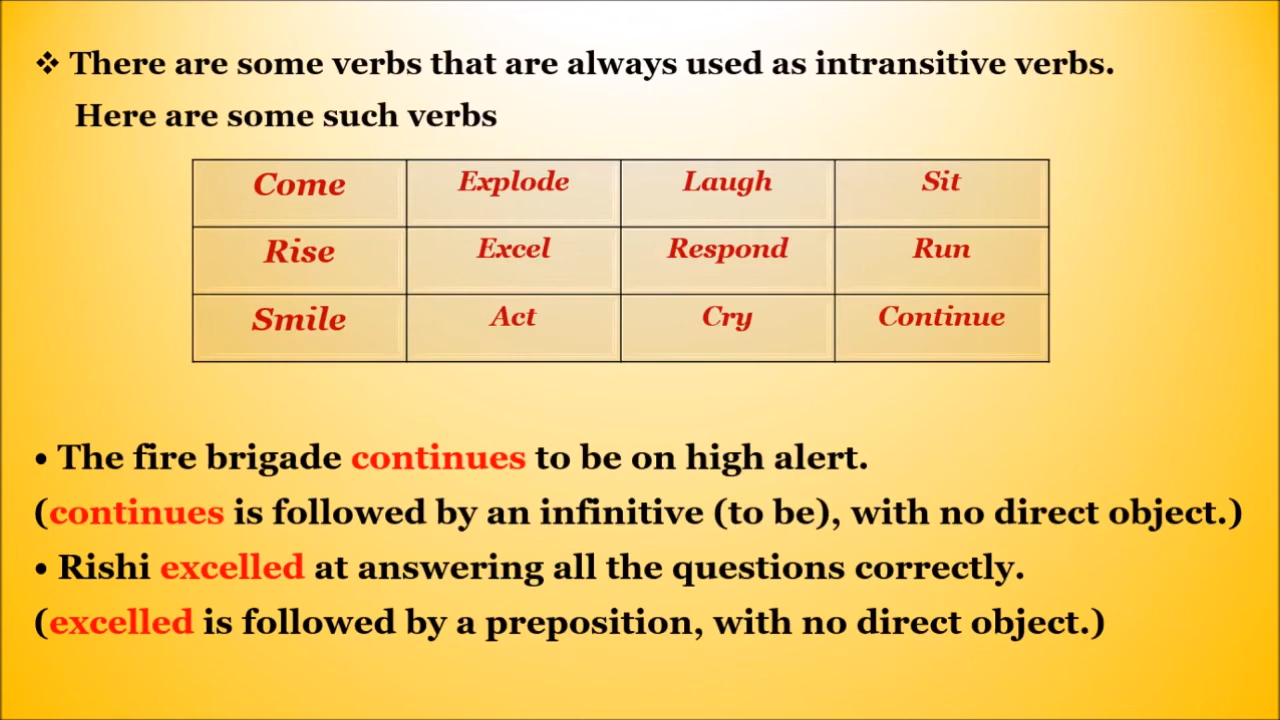 ❖ There are some verbs that are always used as intransitive verbs.
Here are some such verbs
Come Explode Laugh Sit
Rise Excel Respond Run
Smile Act Cry Continue
• The fire brigade continues to be on high alert.
(continues is followed by an infinitive (to be), with no direct object.)
• Rishi excelled at answering all the questions correctly.
(excelled is followed by a preposition, with no direct object.)